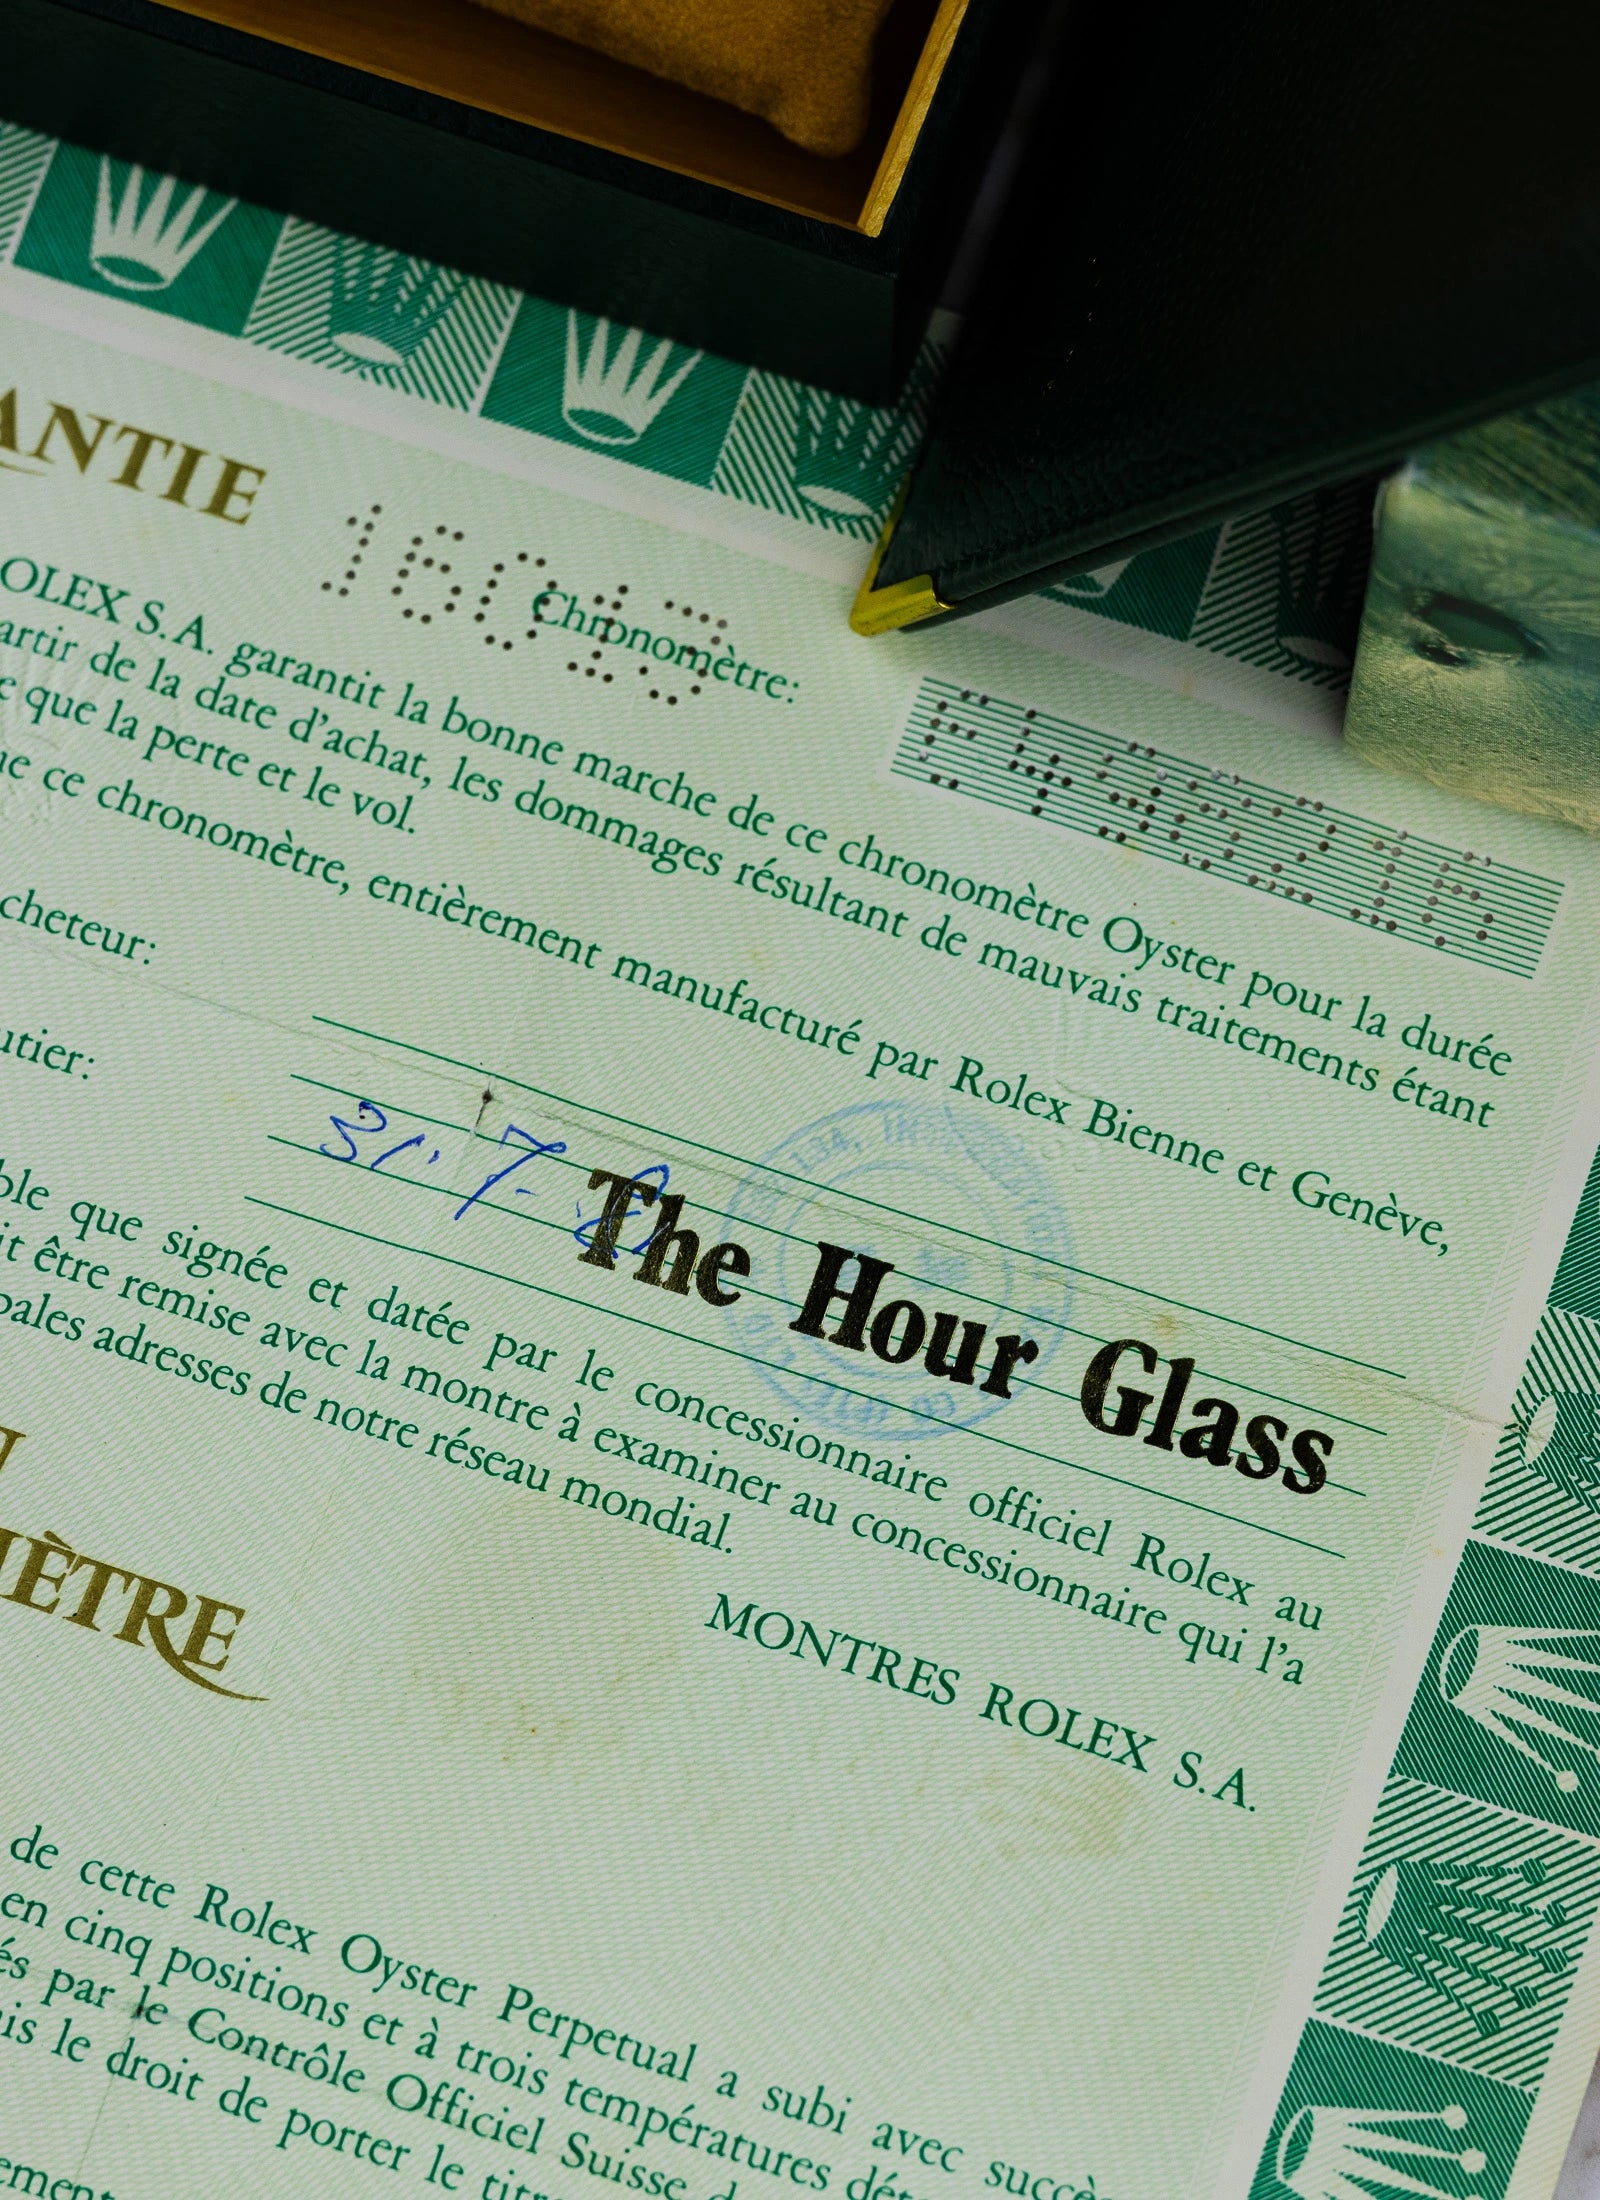 ANTIE
16013
Chronomètre:
OLEX S.A. garantit la bonne marche de ce chronomètre Oyster pour la durée
artir de la date d'achat, les dommages résultant de mauvais traitements étant
que la perte et le vol.
ce chronomètre, entièrement manufacturé par Rolex Bienne et Genève,
cheteur:
utier:
31.7.
The Hour Glass
ble que signée et datée par le concessionnaire officiel Rolex au
it être remise avec la montre à examiner au concessionnaire qui l'a
pales adresses de notre réseau mondial.
MONTRES ROLEX S.A.
ÈTRE
de cette Rolex Oyster Perpetual a subi avec succè
en cinq positions et à trois températures dé
és par le Contrôle Officiel Suisse d
is le droit de porter le titr